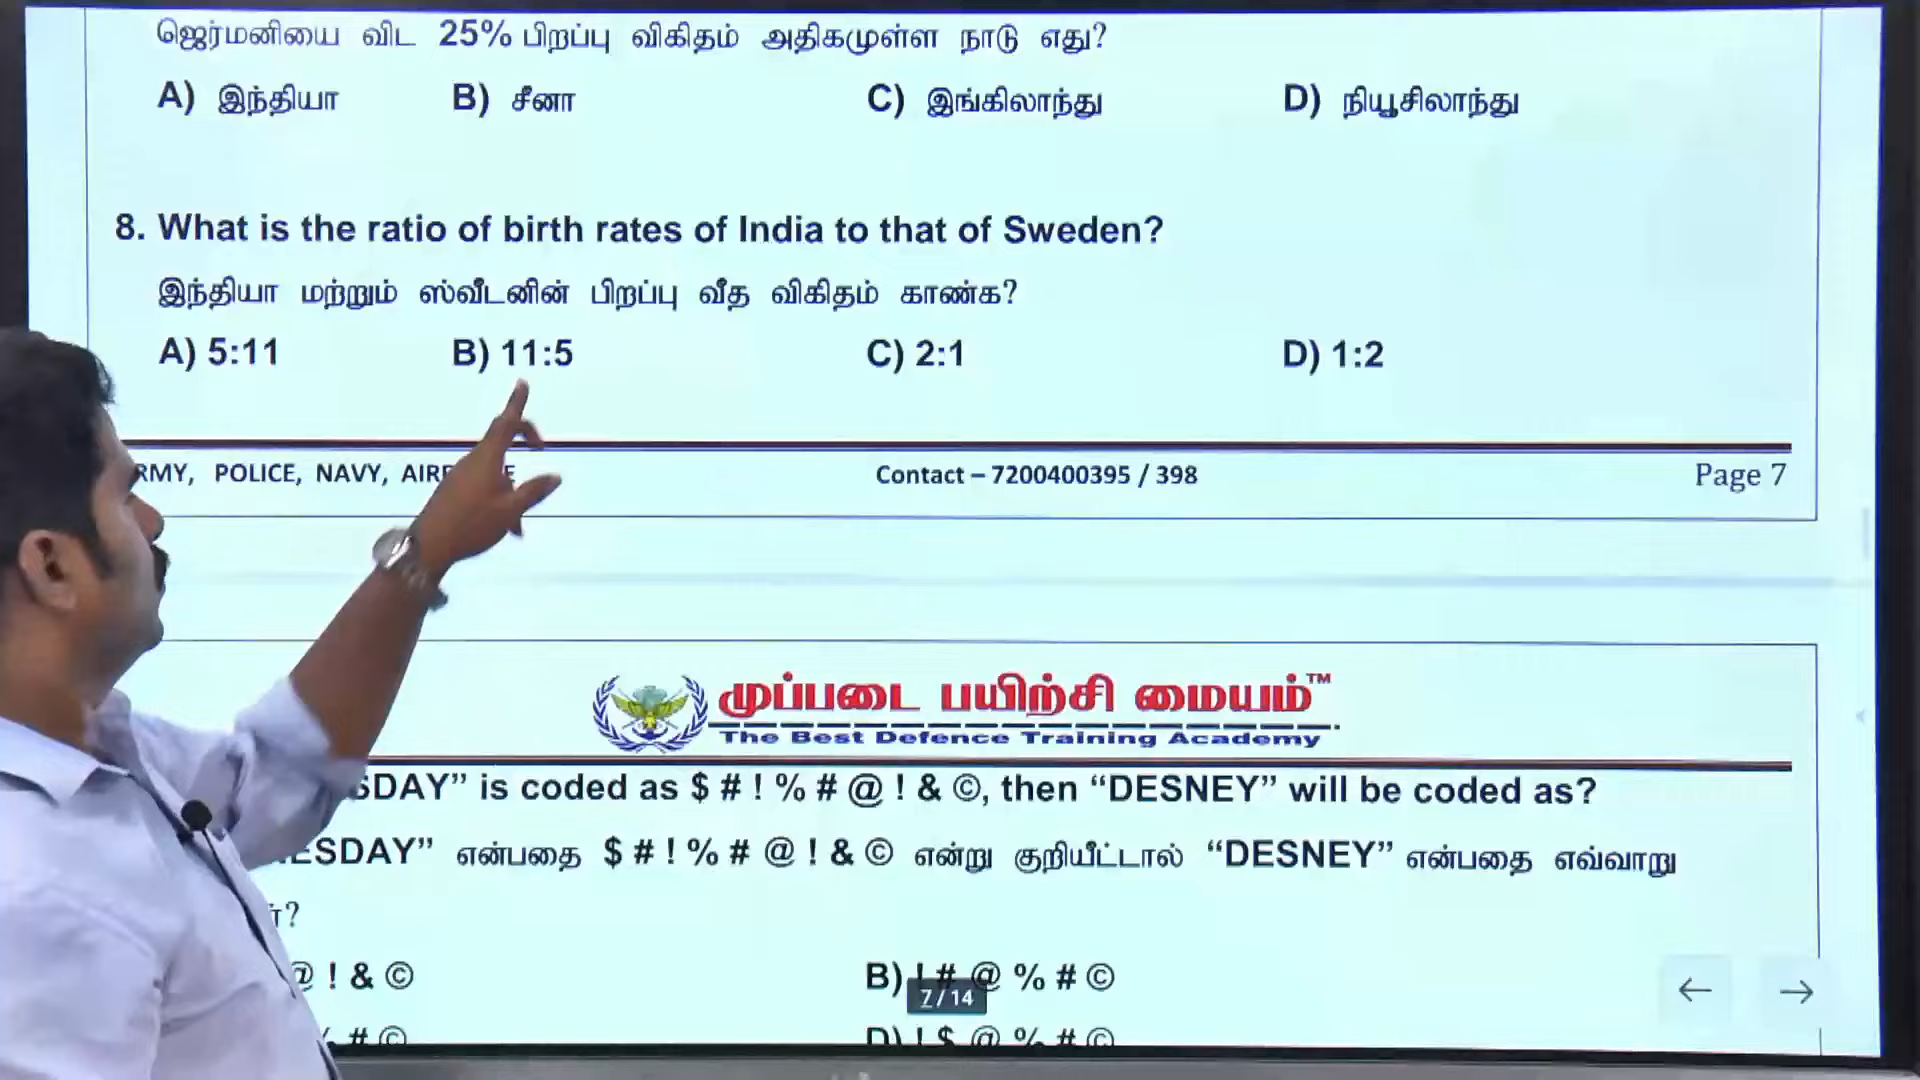 ஜெர்மனியை விட 25% பிறப்பு விகிதம் அதிகமுள்ள நாடு எது?
A) இந்தியா B) சீனா C) இங்கிலாந்து D) நியூசிலாந்து
8. What is the ratio of birth rates of India to that of Sweden?
இந்தியா மற்றும் ஸ்வீடனின் பிறப்பு வீத விகிதம் காண்க?
A) 5:11 B) 11:5 C) 2:1 D) 1:2
RMY, POLICE, NAVY, Contact – 7200400395 / 398 Page 7
முப்படை பயிற்சி மையம்™
The Best Defence Training Academy
SDAY” is coded as $ # ! % # @ ! & ©, then “DESNEY” will be coded as?
ESDAY” என்பதை $ # ! % # @ ! & © என்று குறியீட்டால் “DESNEY” என்பதை எவ்வாறு
@ ! & © B) ! # @ % # ©
7 / 14
# © D) ! $ @ % # ©